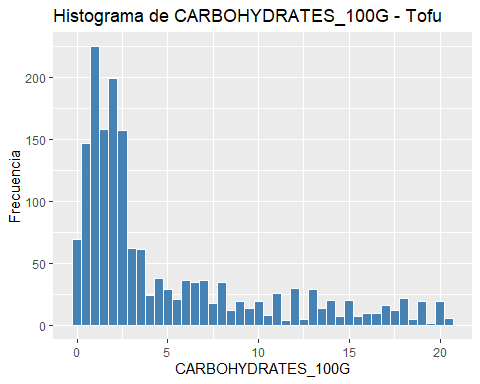 Histograma de CARBOHYDRATES_100G - Tofu
Frecuencia
200
150
100
50
0
0 5 10 15 20
CARBOHYDRATES_100G